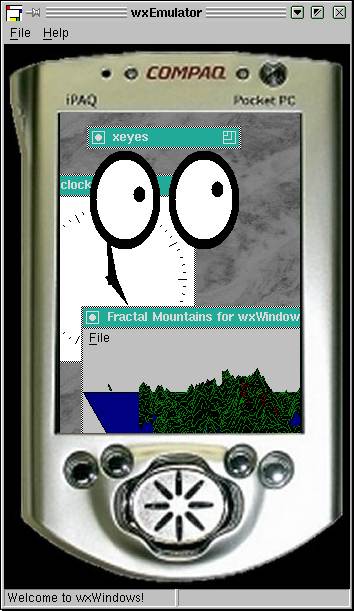 wxEmulator
File Help
COMPAQ
iPAQ Pocket PC
xeyes
clock
Fractal Mountains for wxWindow
File
Welcome to wxWindows!